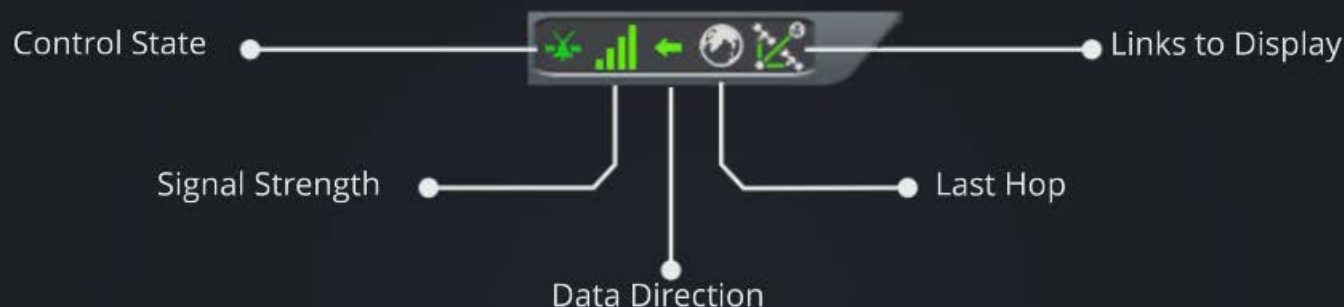 Control State
Links to Display
Signal Strength
Last Hop
Data Direction